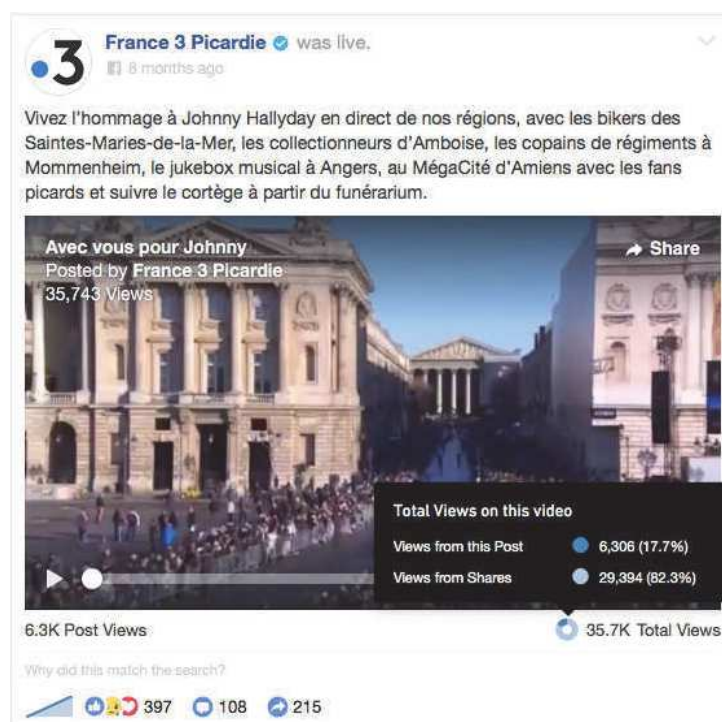 3
France 3 Picardie was live.
8 months ago
Vivez l'hommage à Johnny Hallyday en direct de nos régions, avec les bikers des
Saintes-Maries-de-la-Mer, les collectionneurs d'Amboise, les copains de régiments à
Mommenheim, le jukebox musical à Angers, au MégaCité d'Amiens avec les fans
picards et suivre le cortège à partir du funérarium.
Avec vous pour Johnny
Share
Posted by France 3 Picardie
35,743 Views
Total Views on this video
Views from this Post 6,306 (17.7%)
Views from Shares 29,394 (82.3%)
6.3K Post Views
35.7K Total Views
Why did this match the search?
397 108 215